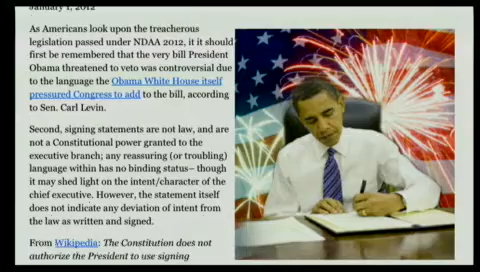 January 1, 2012
As Americans look upon the treacherous
legislation passed under NDAA 2012, it it should
first be remembered that the very bill President
Obama threatened to veto was controversial due
to the language the Obama White House itself
pressured Congress to add to the bill, according
to Sen. Carl Levin.
Second, signing statements are not law, and are
not a Constitutional power granted to the
executive branch; any reassuring (or troubling)
language within has no binding status– though
it may shed light on the intent/character of the
chief executive. However, the statement itself
does not indicate any deviation of intent from
the law as written and signed.
From Wikipedia: The Constitution does not
authorize the President to use signing